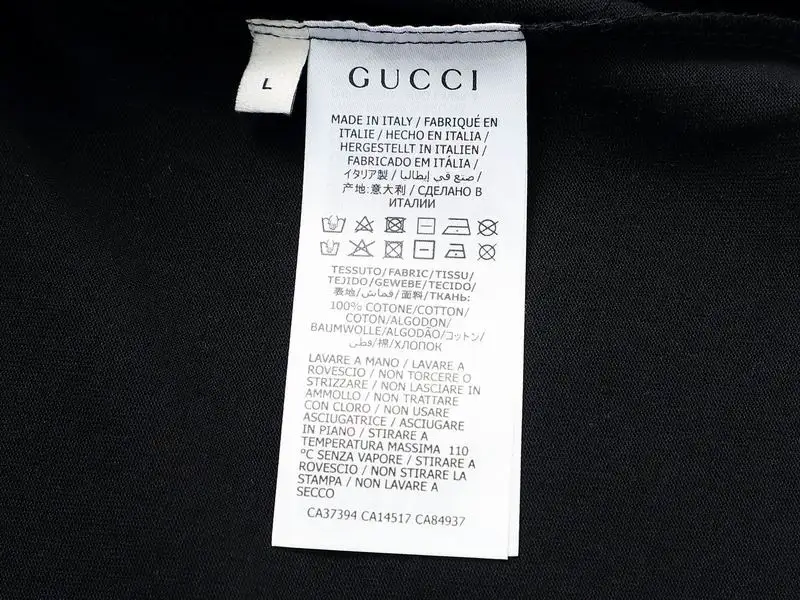 L
GUCCI
MADE IN ITALY / FABRIQUÉ EN
ITALIE / HECHO EN ITALIA /
HERGESTELLT IN ITALIEN /
FABRICADO EM ITÁLIA /
イタリア製 / صنع في إيطاليا /
产地:意大利 / СДЕЛАНО В
ИТАЛИИ
TESSUTO/FABRIC/TISSU/
TEJIDO/GEWEBE/TECIDO/
表地/قماش/面料/ТКАНЬ:
100% COTONE/COTTON/
COTON/ALGODON/
BAUMWOLLE/ALGODÃO/コットン/
قطن/棉/ХЛОПОК
LAVARE A MANO / LAVARE A
ROVESCIO / NON TORCERE O
STRIZZARE / NON LASCIARE IN
AMMOLLO / NON TRATTARE
CON CLORO / NON USARE
ASCIUGATRICE / ASCIUGARE
IN PIANO / STIRARE A
TEMPERATURA MASSIMA 110
°C SENZA VAPORE / STIRARE A
ROVESCIO / NON STIRARE LA
STAMPA / NON LAVARE A
SECCO
CA37394 CA14517 CA84937